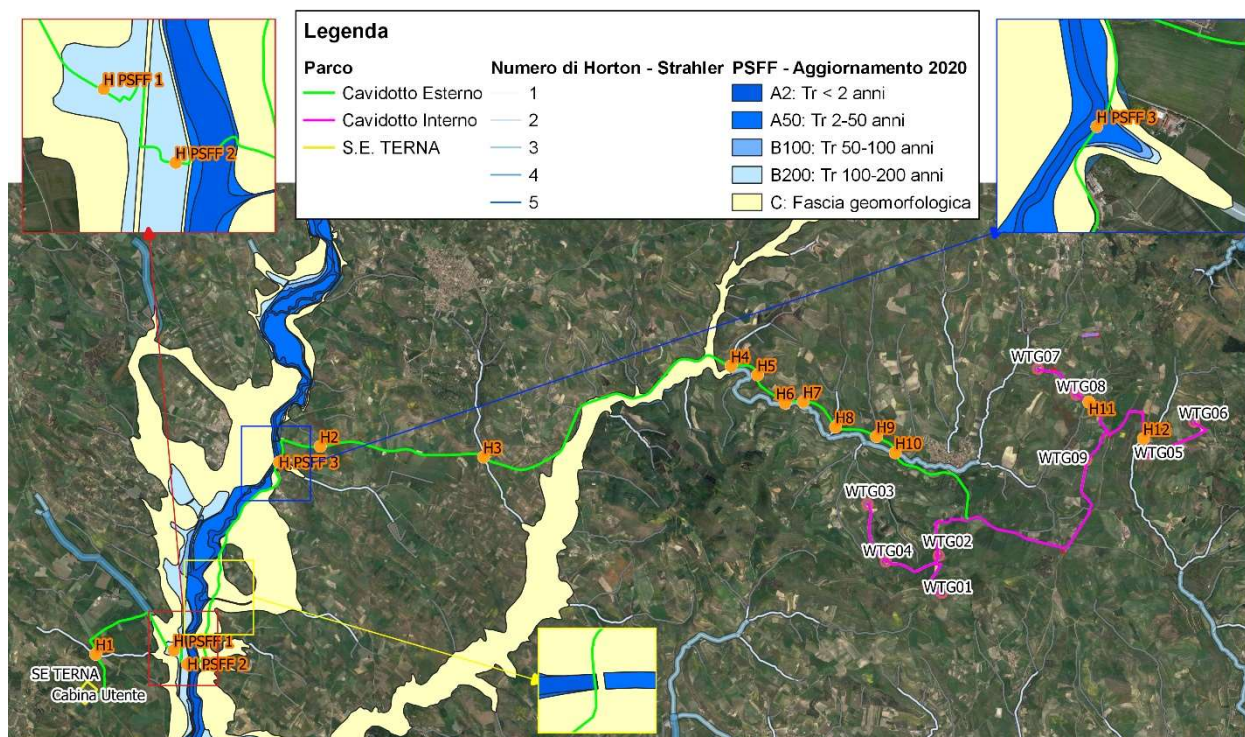 Legenda
Parco
Cavidotto Esterno
Cavidotto Interno
S.E. TERNA
Numero di Horton - Strahler
1
2
3
4
5
PSFF - Aggiornamento 2020
A2: Tr < 2 anni
A50: Tr 2-50 anni
B100: Tr 50-100 anni
B200: Tr 100-200 anni
C: Fascia geomorfologica
H PSFF 1
H PSFF 2
H PSFF 3
H4
H5
H6
H7
H8
H9
H10
WTG07
WTG08
H11
WTG06
H12
WTG05
WTG09
H2
H3
H PSFF 3
WTG03
WTG04
WTG02
WTG01
H1
H PSFF 1
H PSFF 2
SE TERNA
Cabina Utente